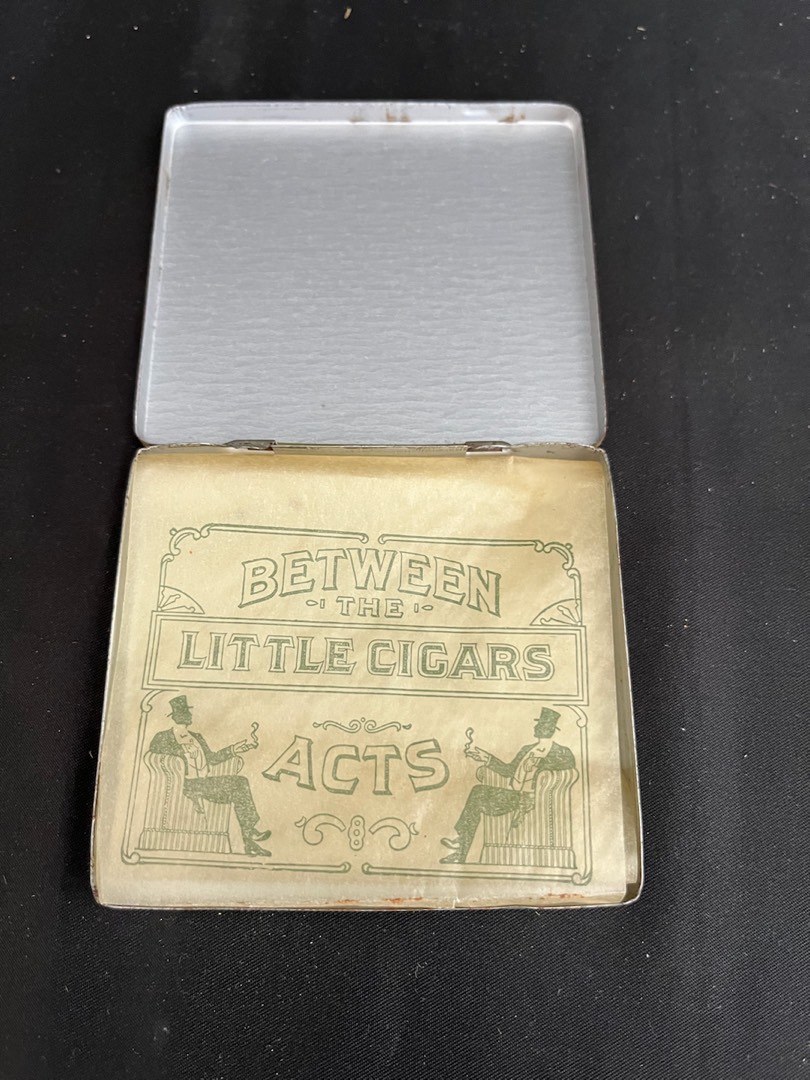 BETWEEN
THE
LITTLE CIGARS
ACTS